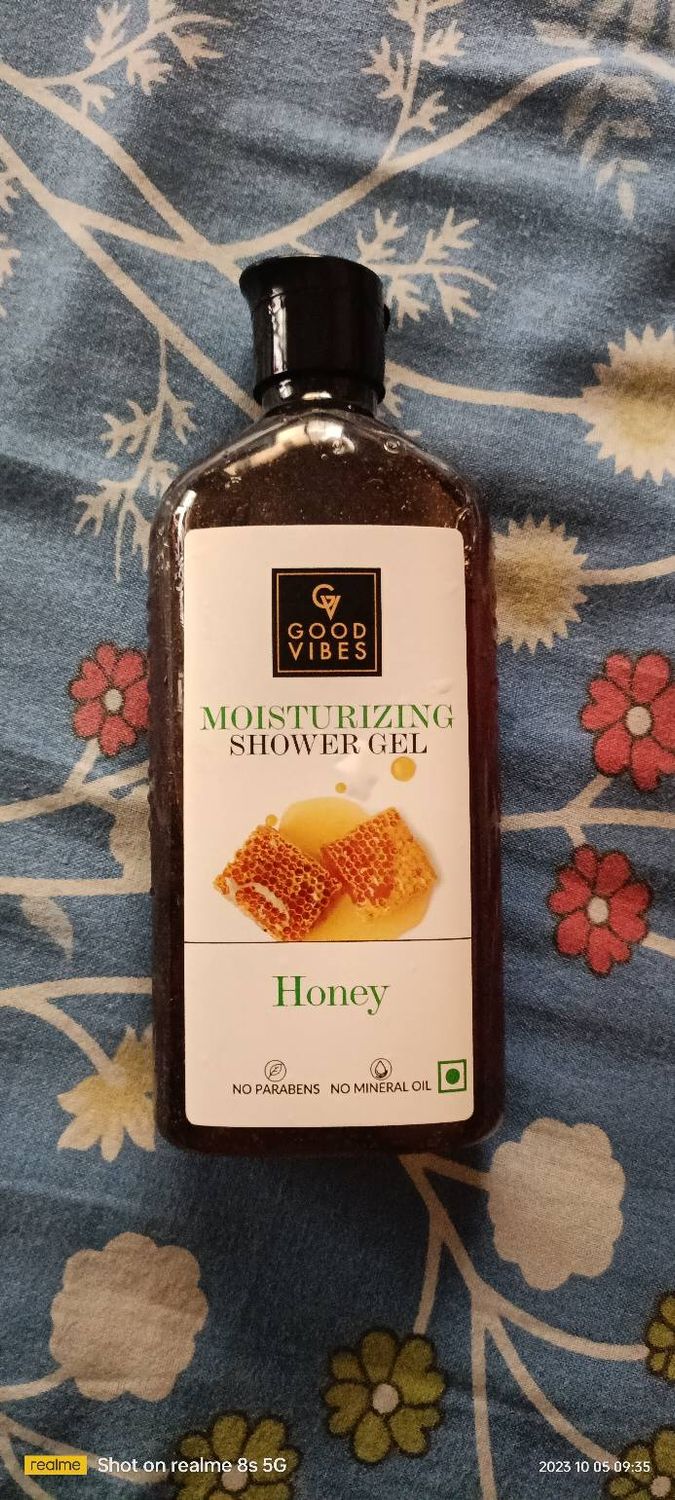 GV
GOOD
VIBES
MOISTURIZING
SHOWER GEL
Honey
NO PARABENS NO MINERAL OIL
realme Shot on realme 8s 5G
2023 10 05 09:35